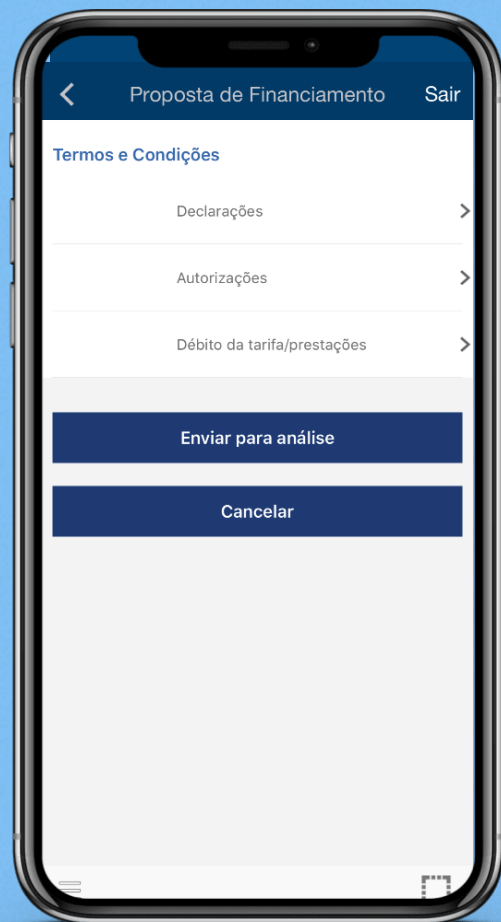 Proposta de Financiamento Sair
Termos e Condições
Declarações
Autorizações
Débito da tarifa/prestações
Enviar para análise
Cancelar